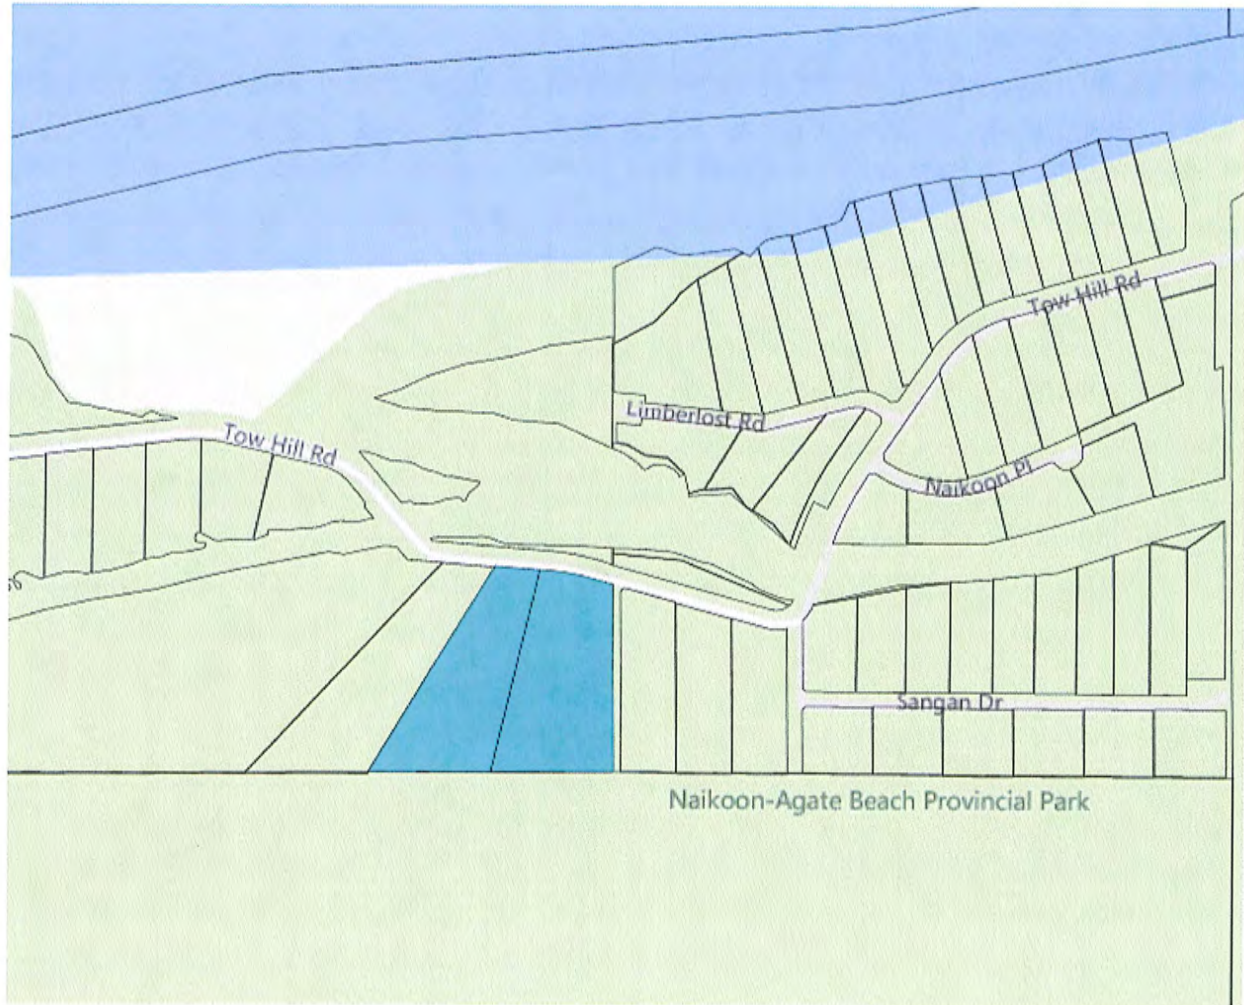 Tow Hill Rd
Limberlost Rd
Tow Hill Rd
Naikoon Pl
Sangan Dr
Naikoon-Agate Beach Provincial Park